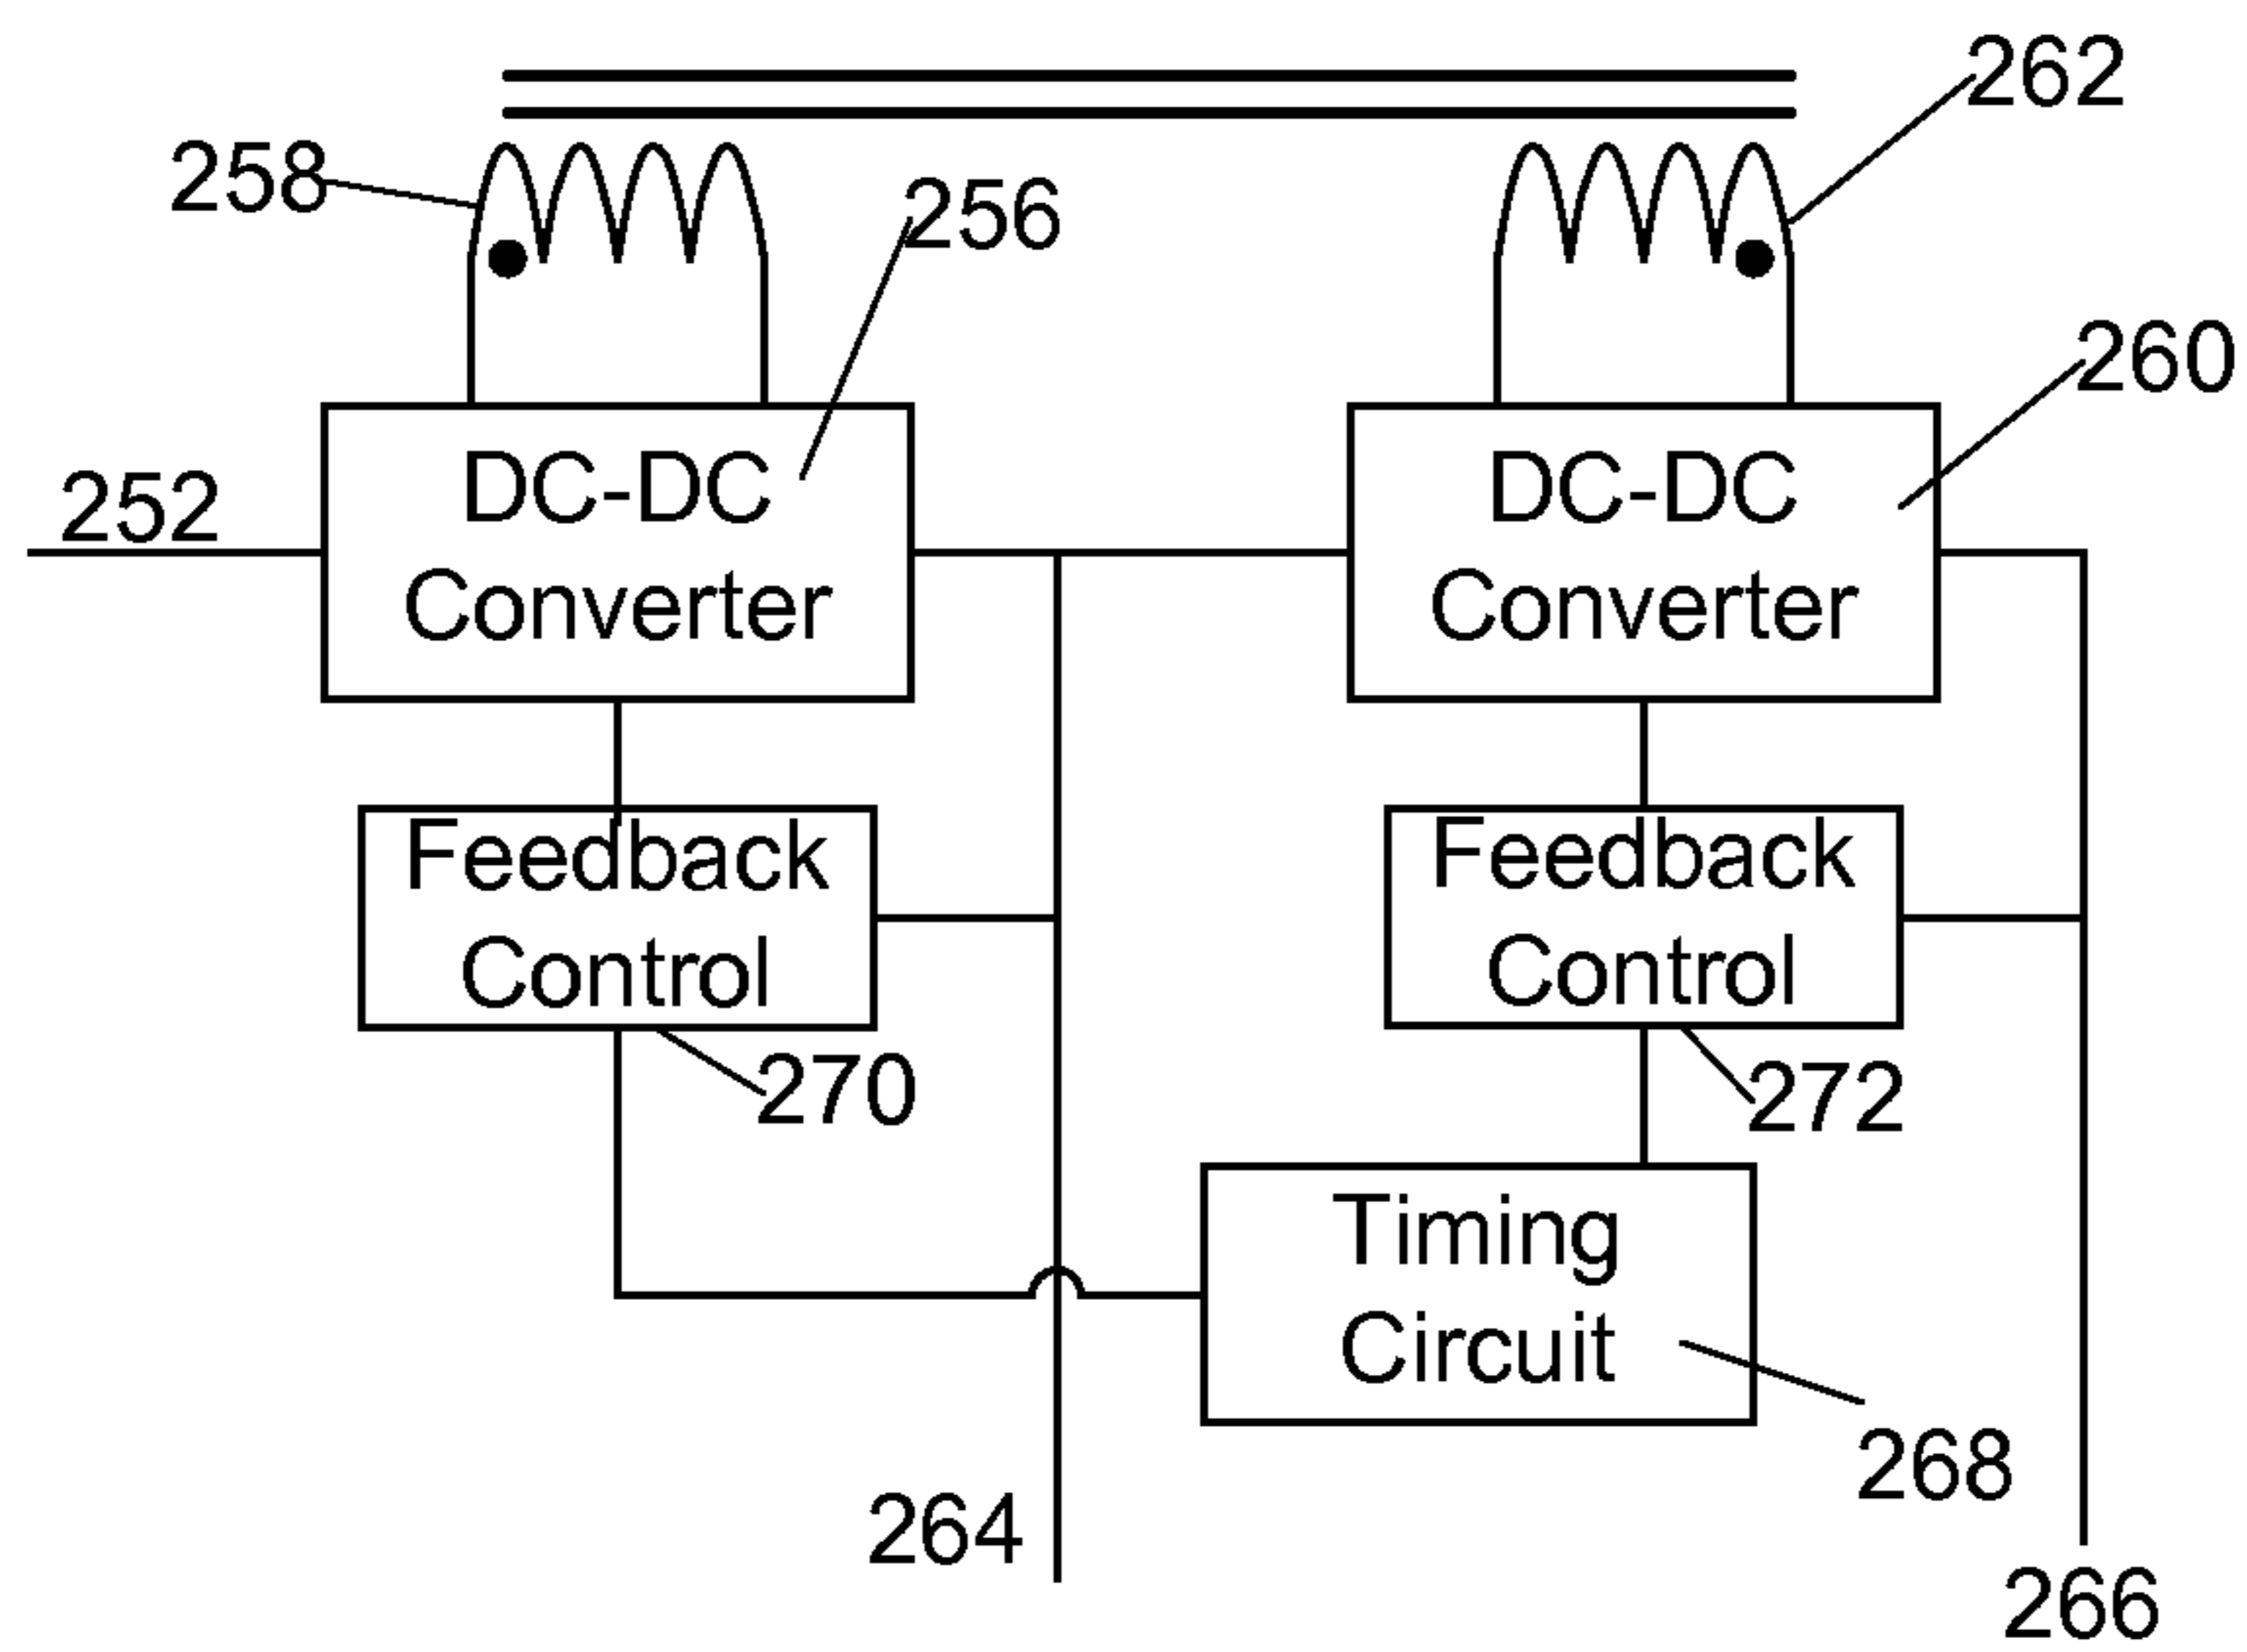 262
258
256
260
252
DC-DC
Converter
DC-DC
Converter
Feedback
Control
Feedback
Control
270
272
Timing
Circuit
268
264
266